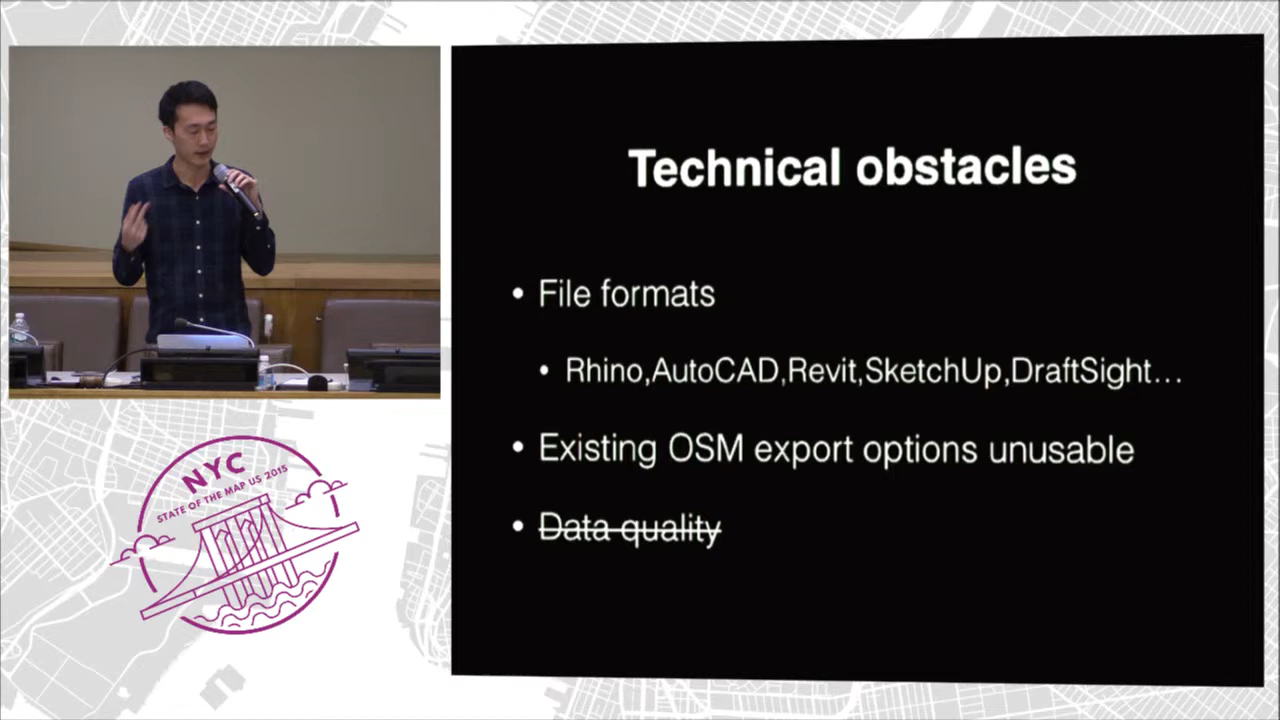 Technical obstacles
• File formats
• Rhino,AutoCAD,Revit,SketchUp,DraftSight…
• Existing OSM export options unusable
• Data quality
NYC
STATE OF THE MAP US 2015